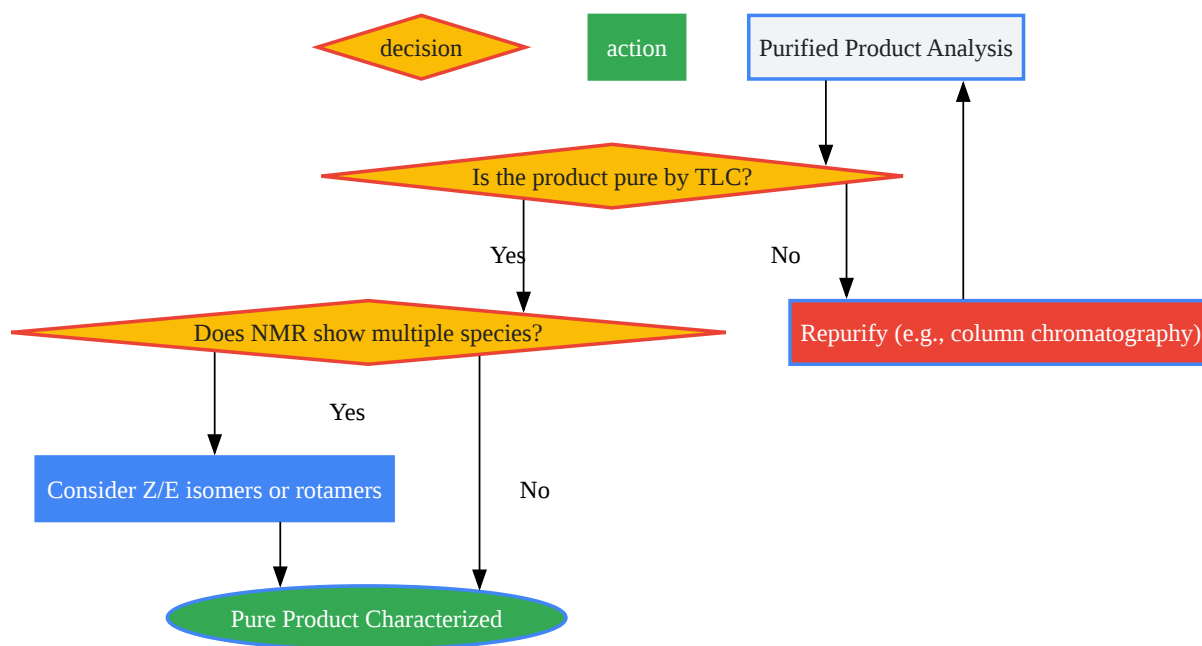 decision
action
Purified Product Analysis
Is the product pure by TLC?
Yes
No
Does NMR show multiple species?
Repurify (e.g., column chromatography)
Yes
Consider Z/E isomers or rotamers
No
Pure Product Characterized